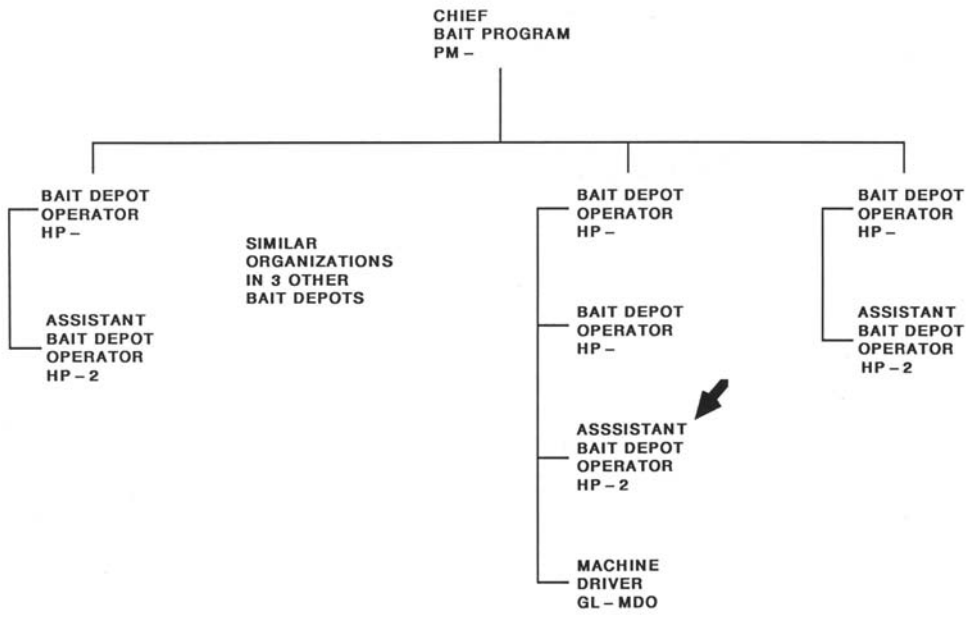 CHIEF
BAIT PROGRAM
PM –
BAIT DEPOT
OPERATOR
HP –
ASSISTANT
BAIT DEPOT
OPERATOR
HP – 2
SIMILAR
ORGANIZATIONS
IN 3 OTHER
BAIT DEPOTS
BAIT DEPOT
OPERATOR
HP –
BAIT DEPOT
OPERATOR
HP –
ASSSISTANT
BAIT DEPOT
OPERATOR
HP – 2
MACHINE
DRIVER
GL – MDO
BAIT DEPOT
OPERATOR
HP –
ASSISTANT
BAIT DEPOT
OPERATOR
HP – 2